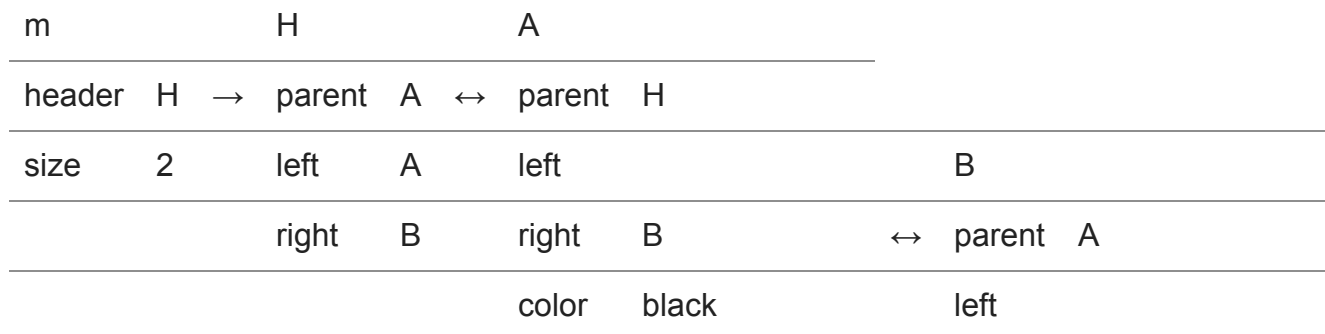 m H A
header H → parent A ↔ parent H
size 2 left A left B
right B right B ↔ parent A
color black left